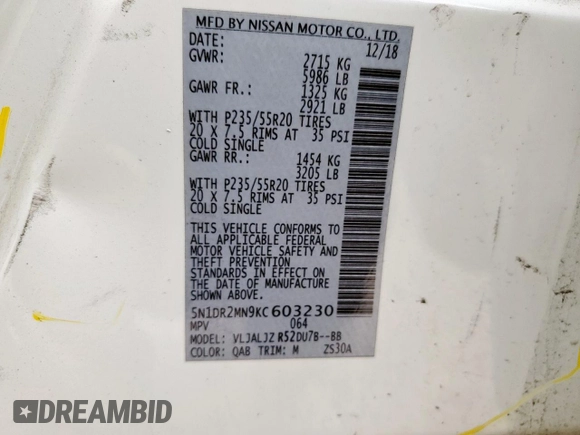 MFD BY NISSAN MOTOR CO., LTD.
DATE: 12/18
GVWR: 2715 KG
5986 LB
GAWR FR.: 1325 KG
2921 LB
WITH P235/55R20 TIRES
20 X 7.5 RIMS AT 35 PSI
COLD SINGLE
GAWR RR.: 1454 KG
3205 LB
WITH P235/55R20 TIRES
20 X 7.5 RIMS AT 35 PSI
COLD SINGLE
THIS VEHICLE CONFORMS TO
ALL APPLICABLE FEDERAL
MOTOR VEHICLE SAFETY AND
THEFT PREVENTION
STANDARDS IN EFFECT ON
THE DATE OF MANUFACTURE
SHOWN ABOVE.
5N1DR2MN9KC603230
MPV 064
MODEL: VLJALJZ R52DU7B--BB
COLOR: QAB TRIM: M ZS30A
DREAMBID